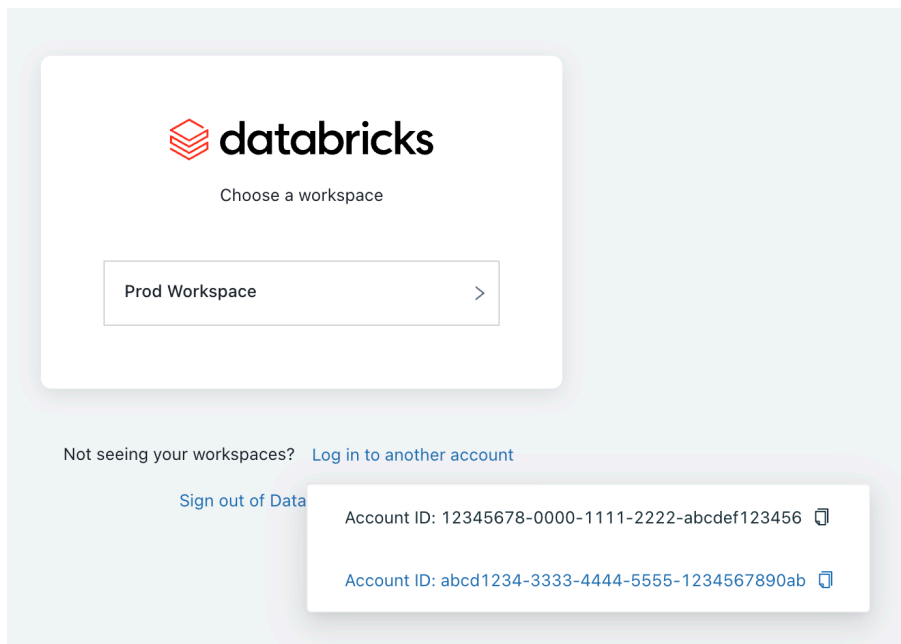 databricks
Choose a workspace
Prod Workspace
Not seeing your workspaces? Log in to another account
Sign out of Data
Account ID: 12345678-0000-1111-2222-abcdef123456
Account ID: abcd1234-3333-4444-5555-1234567890ab